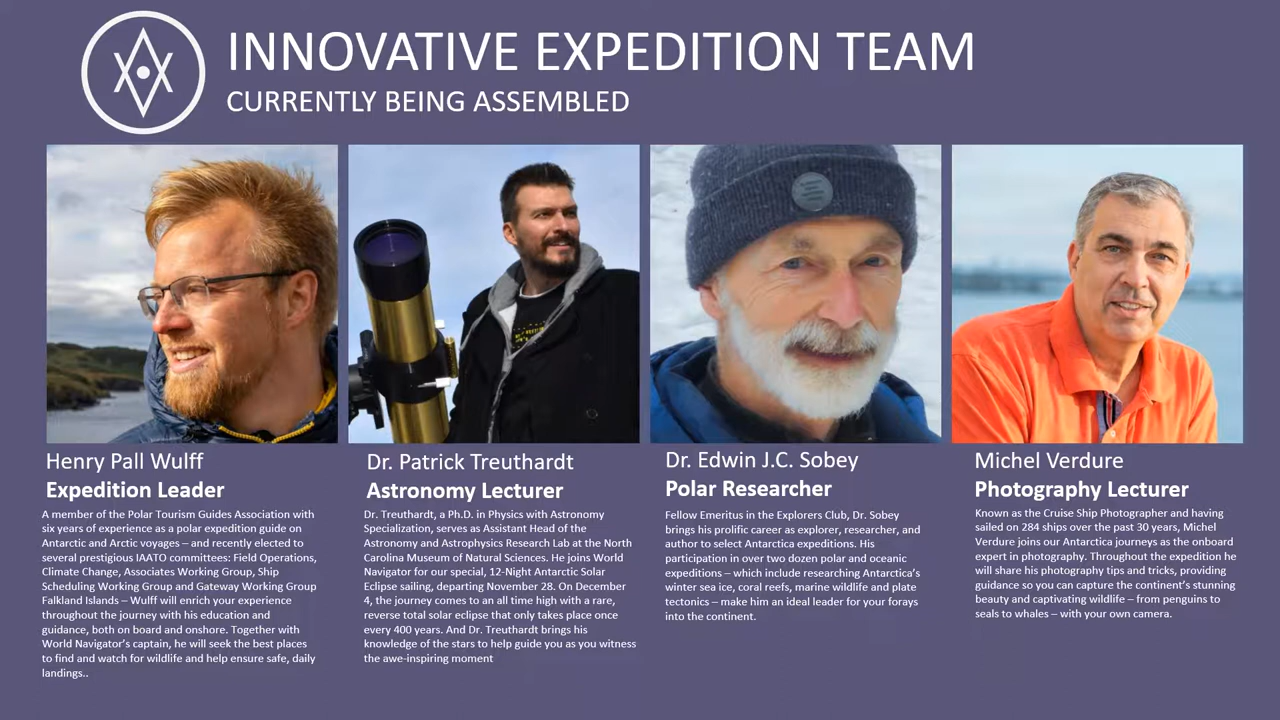 INNOVATIVE EXPEDITION TEAM
CURRENTLY BEING ASSEMBLED
Henry Pall Wulff
Expedition Leader
A member of the Polar Tourism Guides Association with
six years of experience as a polar expedition guide on
Antarctic and Arctic voyages – and recently elected to
several prestigious IAATO committees: Field Operations,
Climate Change, Associates Working Group, Ship
Scheduling Working Group and Gateway Working Group
Falkland Islands – Wulff will enrich your experience
throughout the journey with his education and
guidance, both on board and onshore. Together with
World Navigator's captain, he will seek the best places
to find and watch for wildlife and help ensure safe, daily
landings..
Dr. Patrick Treuthardt
Astronomy Lecturer
Dr. Treuthardt, a Ph.D. in Physics with Astronomy
Specialization, serves as Assistant Head of the
Astronomy and Astrophysics Research Lab at the North
Carolina Museum of Natural Sciences. He joins World
Navigator for our special, 12-Night Antarctic Solar
Eclipse sailing, departing November 28. On December
4, the journey comes to an all time high with a rare,
reverse total solar eclipse that only takes place once
every 400 years. And Dr. Treuthardt brings his
knowledge of the stars to help guide you as you witness
the awe-inspiring moment
Dr. Edwin J.C. Sobey
Polar Researcher
Fellow Emeritus in the Explorers Club, Dr. Sobey
brings his prolific career as explorer, researcher, and
author to select Antarctica expeditions. His
participation in over two dozen polar and oceanic
expeditions – which include researching Antarctica's
winter sea ice, coral reefs, marine wildlife and plate
tectonics – make him an ideal leader for your forays
into the continent.
Michel Verdure
Photography Lecturer
Known as the Cruise Ship Photographer and having
sailed on 284 ships over the past 30 years, Michel
Verdure joins our Antarctica journeys as the onboard
expert in photography. Throughout the expedition he
will share his photography tips and tricks, providing
guidance so you can capture the continent's stunning
beauty and captivating wildlife – from penguins to
seals to whales – with your own camera.